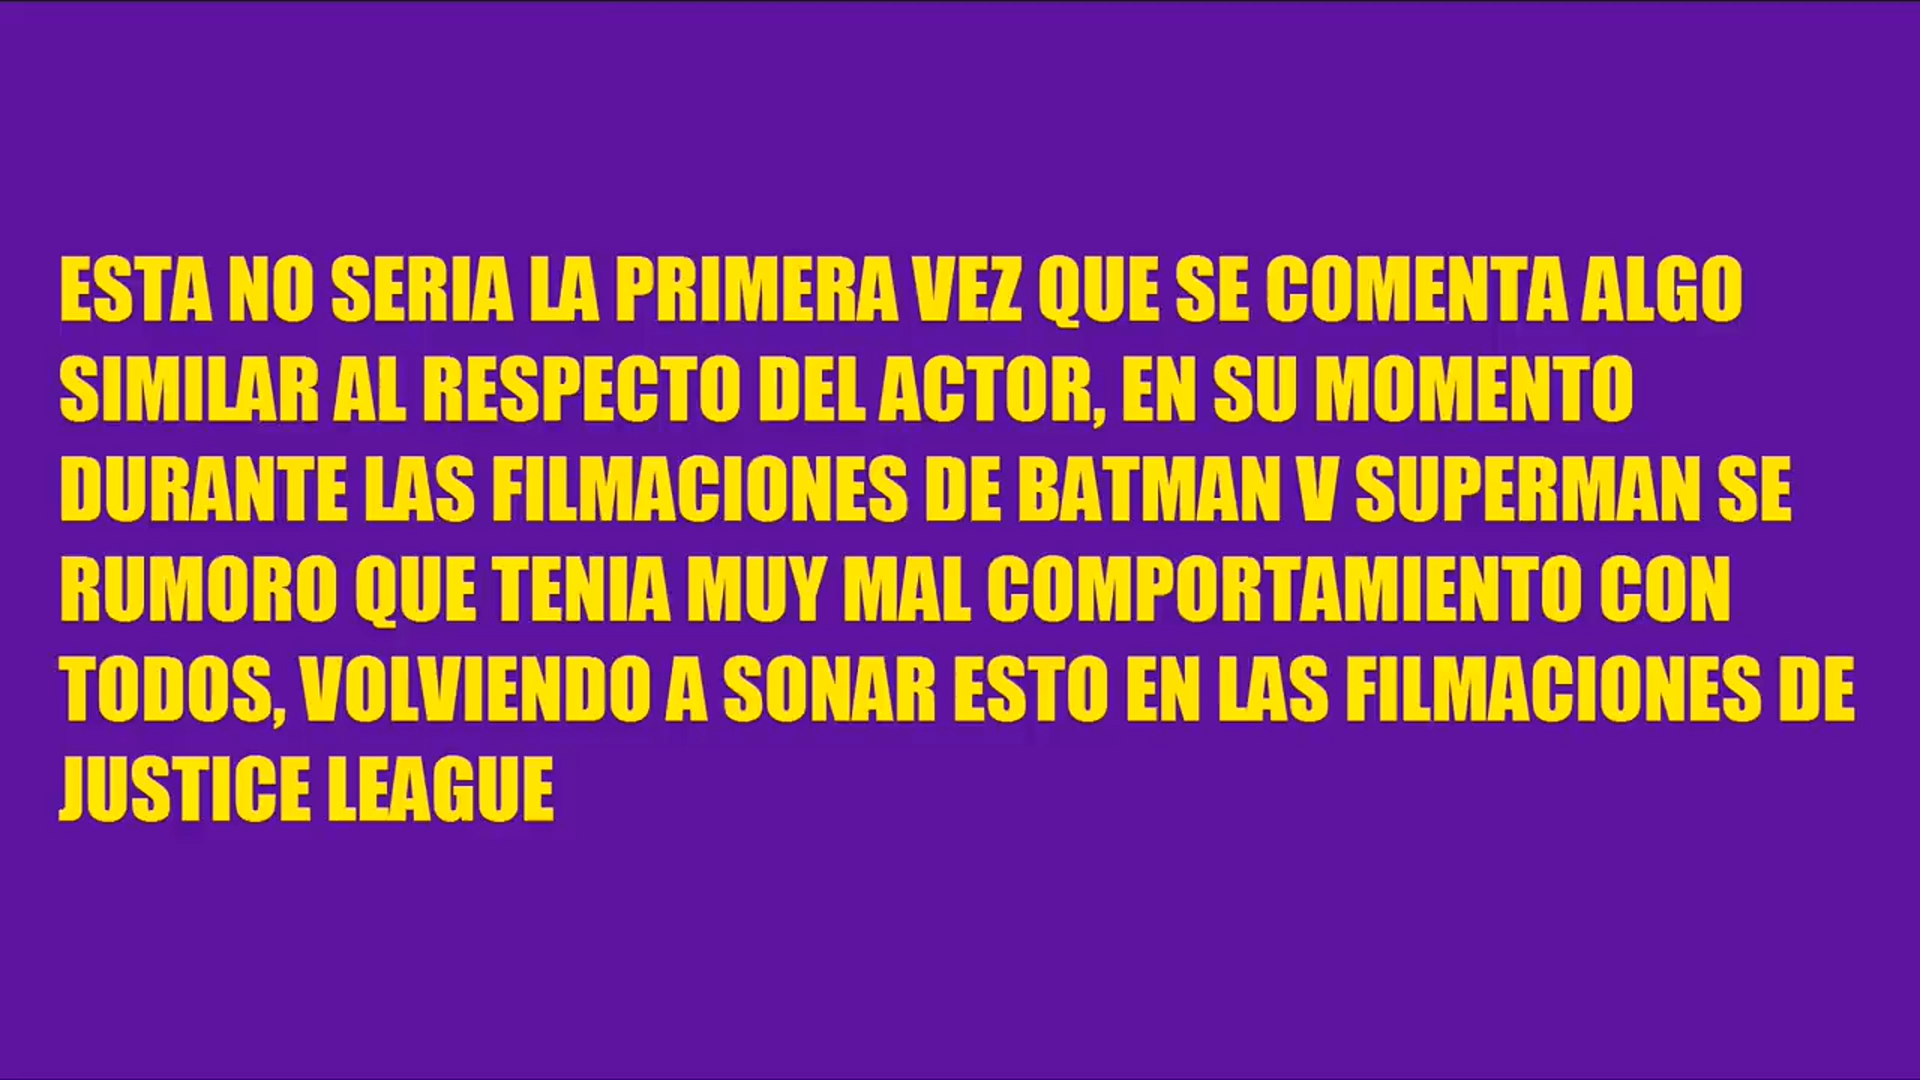 ESTA NO SERIA LA PRIMERA VEZ QUE SE COMENTA ALGO
SIMILAR AL RESPECTO DEL ACTOR, EN SU MOMENTO
DURANTE LAS FILMACIONES DE BATMAN V SUPERMAN SE
RUMORO QUE TENIA MUY MAL COMPORTAMIENTO CON
TODOS, VOLVIENDO A SONAR ESTO EN LAS FILMACIONES DE
JUSTICE LEAGUE